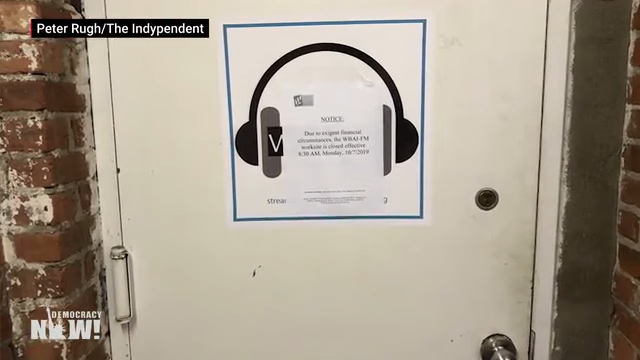 Peter Rugh/The Indypendent
NOTICE:
Due to exigent financial
circumstances, the WBAI-FM
worksite is closed effective
8:30 AM, Monday, 10/7/2019
strea g
DEMOCRACY
NOW!